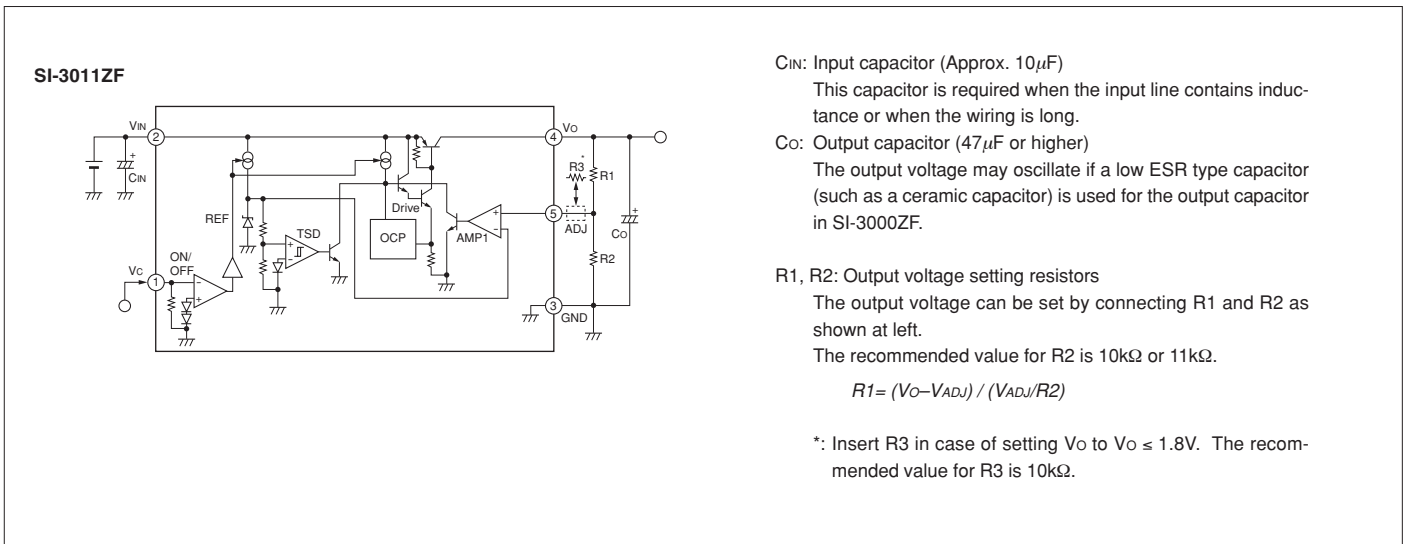 SI-3011ZF
VIN
2
4
VO
+
CIN
R3
*
R1
Drive
5
ADJ
+
REF
TSD
OCP
AMP1
+
−
+
−
+
CO
R2
ON/
OFF
VC
1
−
+
3
GND
CIN: Input capacitor (Approx. 10μF)
This capacitor is required when the input line contains induc-
tance or when the wiring is long.
CO: Output capacitor (47μF or higher)
The output voltage may oscillate if a low ESR type capacitor
(such as a ceramic capacitor) is used for the output capacitor
in SI-3000ZF.
R1, R2: Output voltage setting resistors
The output voltage can be set by connecting R1 and R2 as
shown at left.
The recommended value for R2 is 10kΩ or 11kΩ.
R1= (VO–VADJ) / (VADJ/R2)
*: Insert R3 in case of setting VO to VO ≤ 1.8V. The recom-
mended value for R3 is 10kΩ.